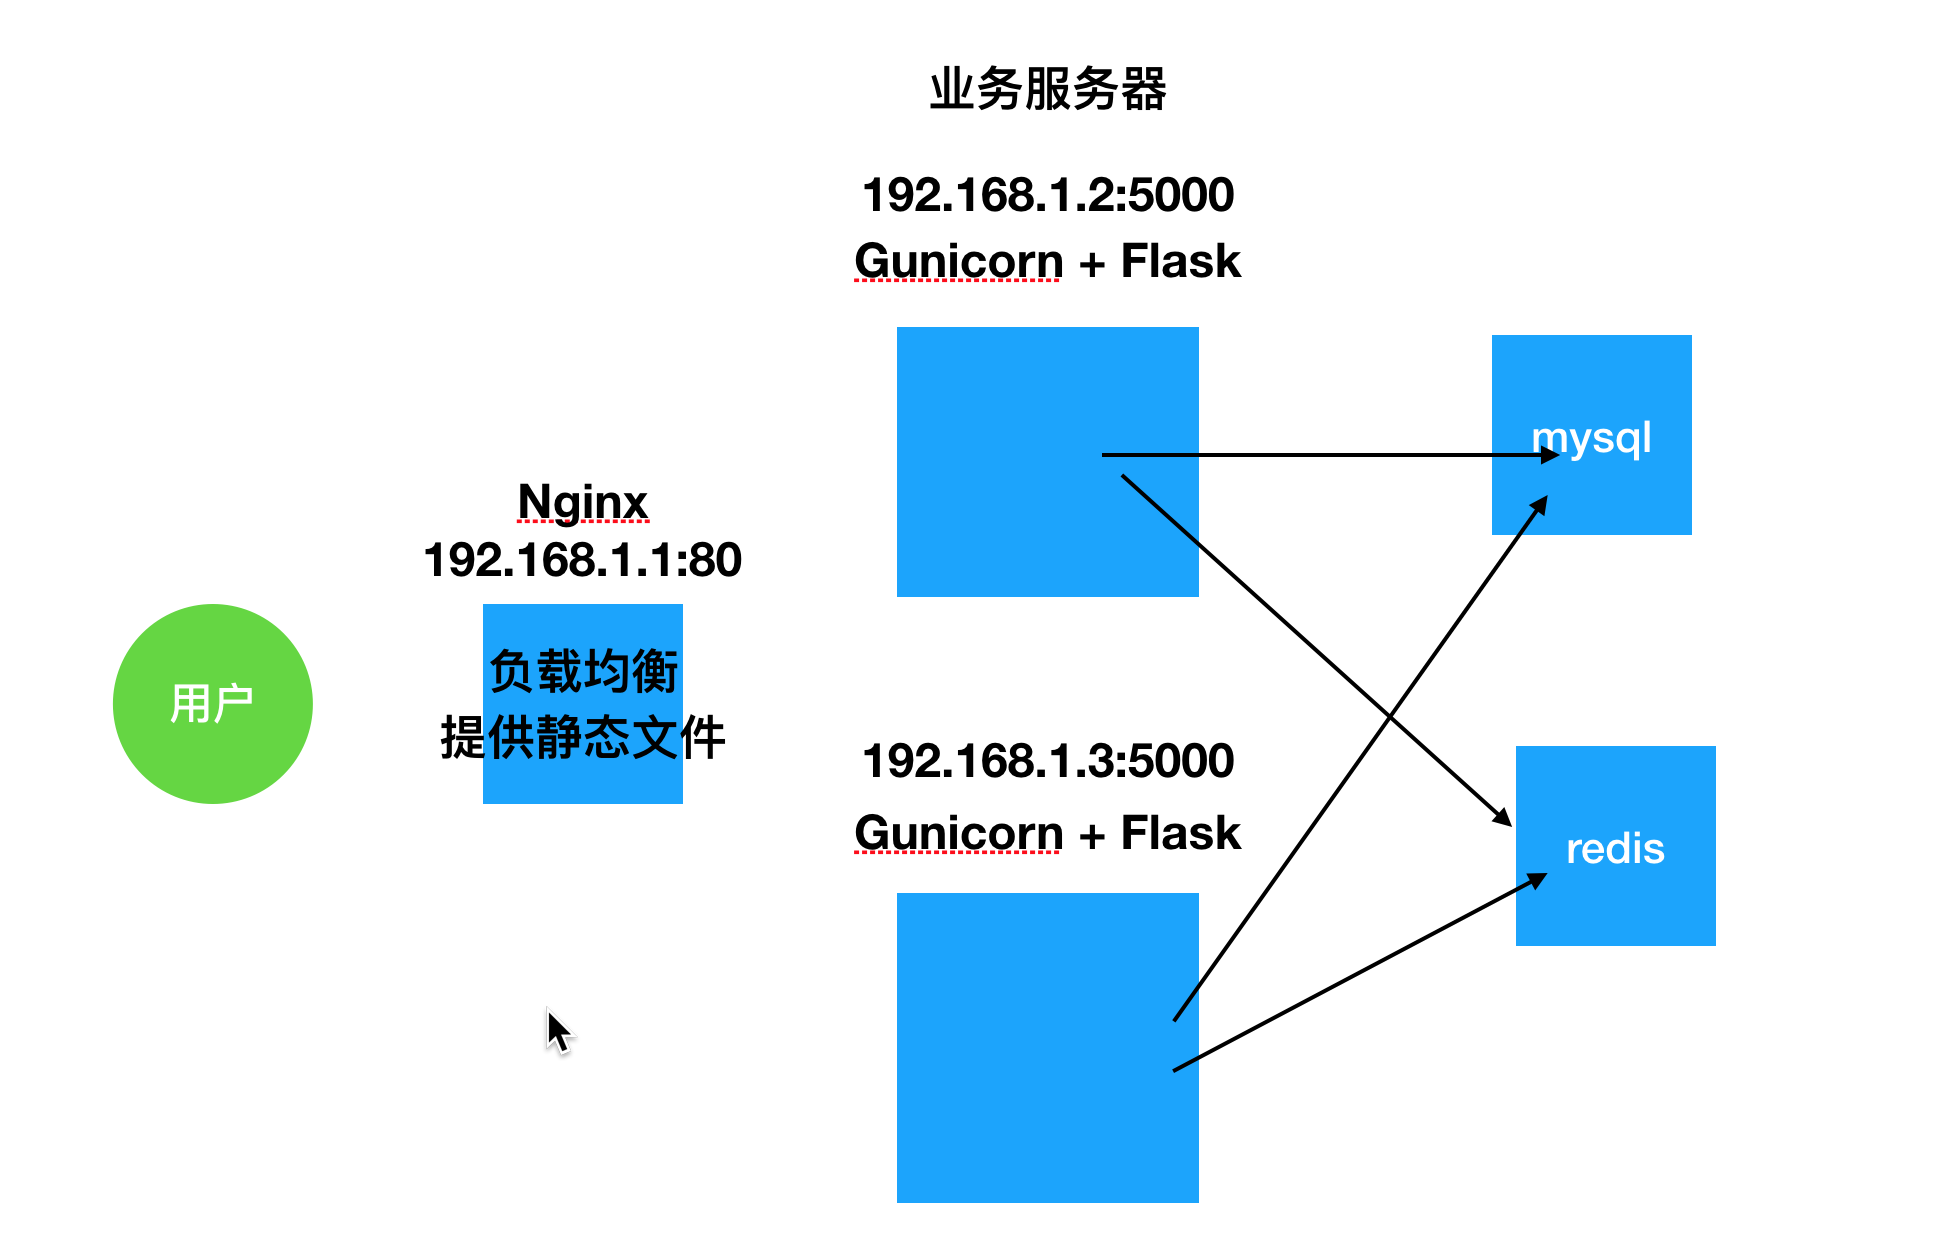 业务服务器
192.168.1.2:5000
Gunicorn + Flask
mysql
Nginx
192.168.1.1:80
用户
负载均衡
提供静态文件
192.168.1.3:5000
Gunicorn + Flask
redis